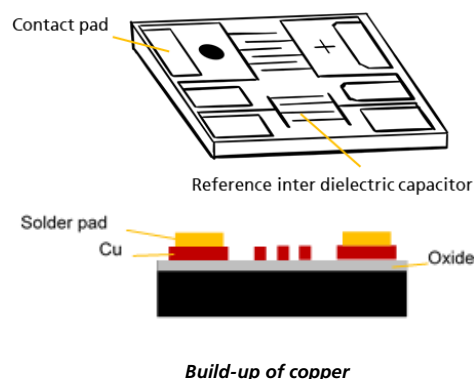 Contact pad
Reference inter dielectric capacitor
Solder pad
Cu
Oxide
Build-up of copper